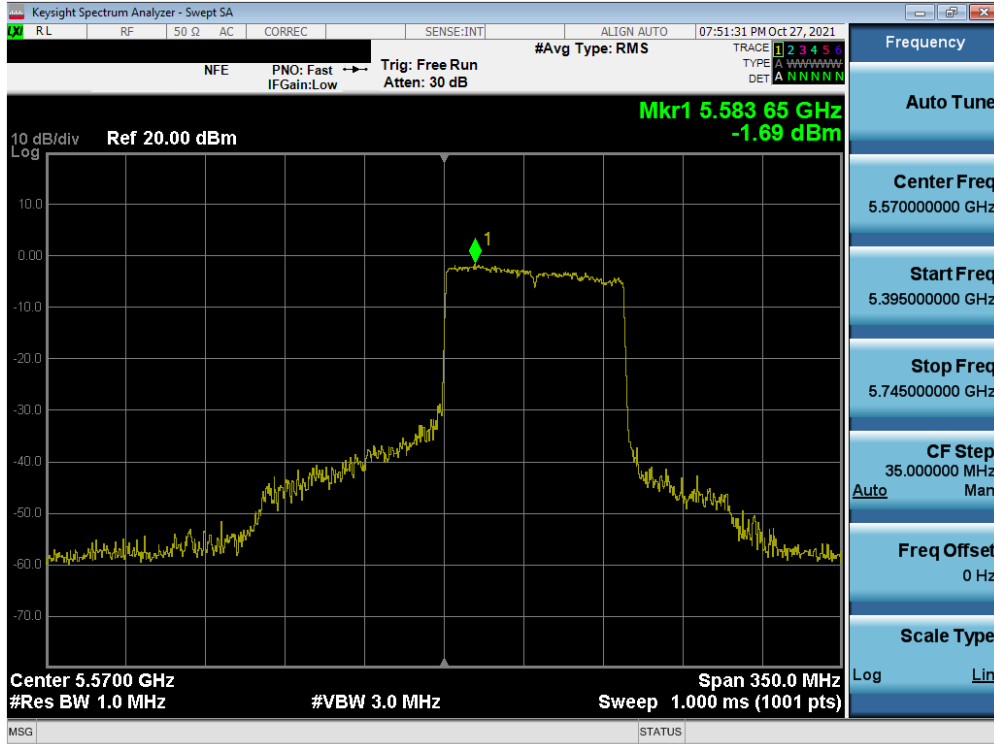 Keysight Spectrum Analyzer - Swept SA
LXI RL RF 50 Ω AC CORREC SENSE:INT ALIGN AUTO 07:51:31 PM Oct 27, 2021
#Avg Type: RMS TRACE 1 2 3 4 5 6
NFE PNO: Fast Trig: Free Run TYPE A WWWWW
IFGain:Low Atten: 30 dB DET A N N N N N
Mkr1 5.583 65 GHz
-1.69 dBm
10 dB/div Ref 20.00 dBm
Log
1
10.0
0.00
-10.0
-20.0
-30.0
-40.0
-50.0
-60.0
-70.0
Center 5.5700 GHz Span 350.0 MHz
#Res BW 1.0 MHz #VBW 3.0 MHz Sweep 1.000 ms (1001 pts)
MSG STATUS
Frequency
Auto Tune
Center Freq
5.570000000 GHz
Start Freq
5.395000000 GHz
Stop Freq
5.745000000 GHz
CF Step
35.000000 MHz
Auto Man
Freq Offset
0 Hz
Scale Type
Log Lin